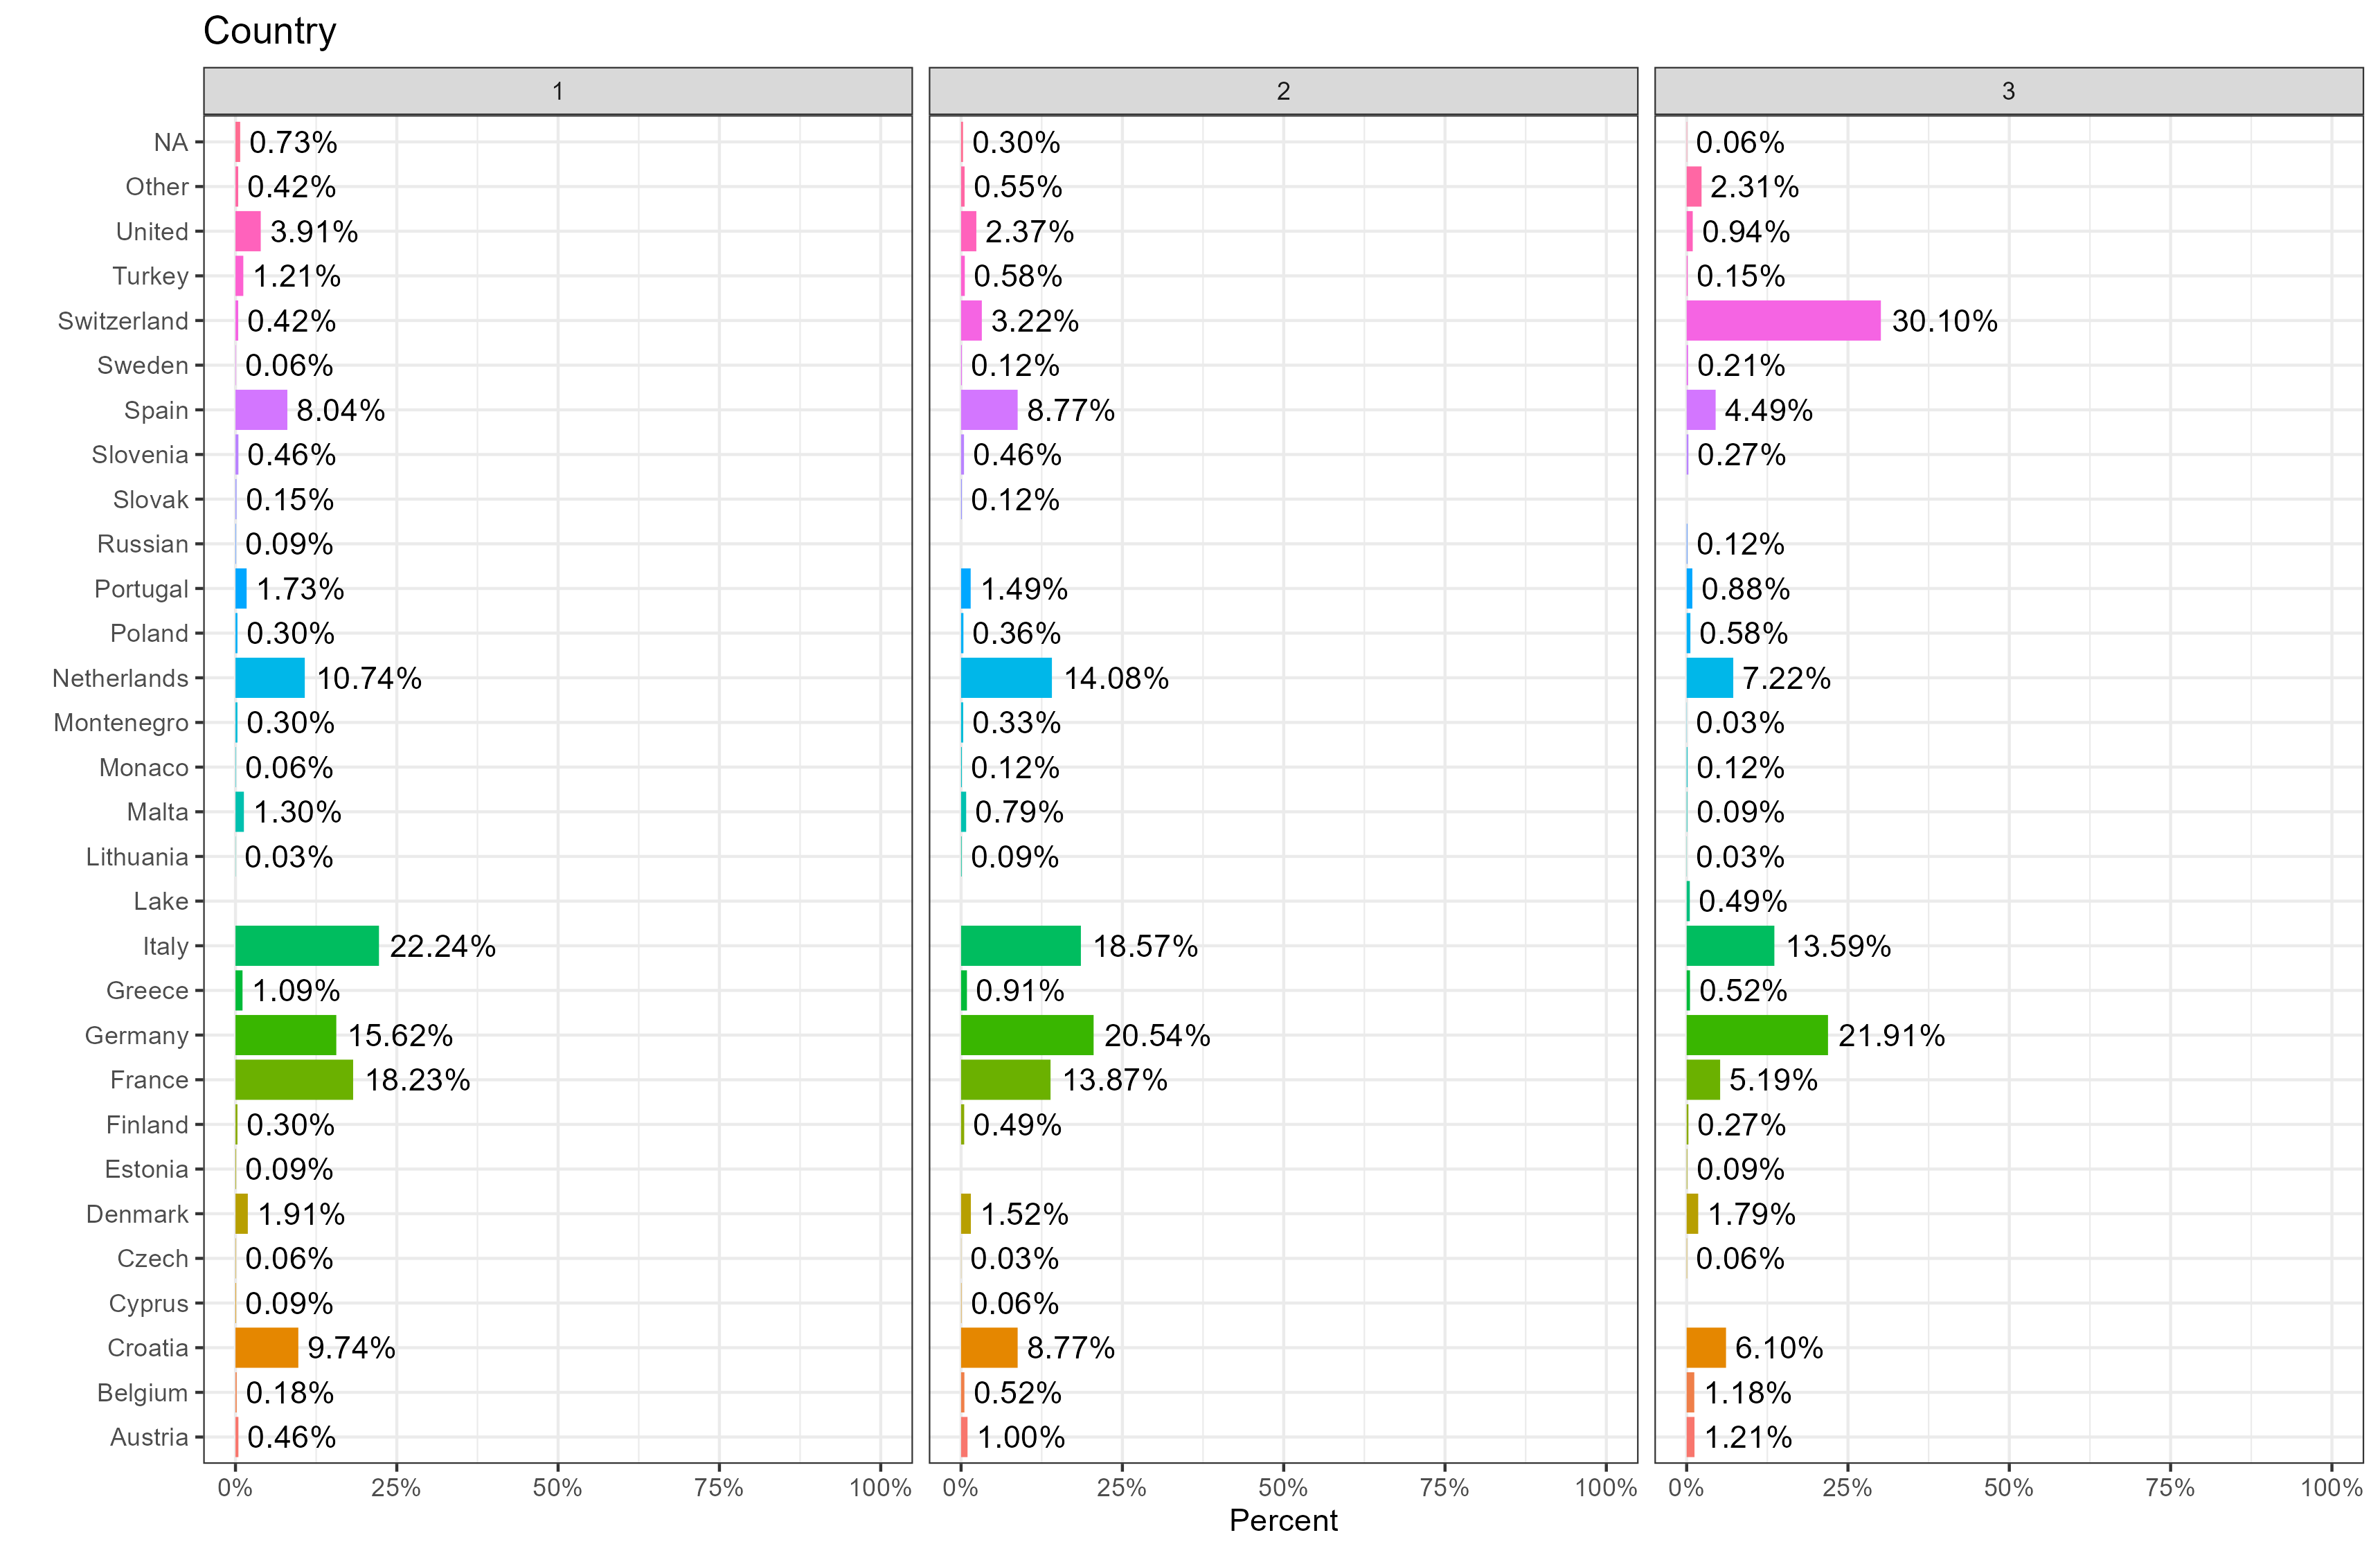 Country
1 2 3
NA 0.73% 0.30% 0.06%
Other 0.42% 0.55% 2.31%
United 3.91% 2.37% 0.94%
Turkey 1.21% 0.58% 0.15%
Switzerland 0.42% 3.22% 30.10%
Sweden 0.06% 0.12% 0.21%
Spain 8.04% 8.77% 4.49%
Slovenia 0.46% 0.46% 0.27%
Slovak 0.15% 0.12%
Russian 0.09% 0.12%
Portugal 1.73% 1.49% 0.88%
Poland 0.30% 0.36% 0.58%
Netherlands 10.74% 14.08% 7.22%
Montenegro 0.30% 0.33% 0.03%
Monaco 0.06% 0.12% 0.12%
Malta 1.30% 0.79% 0.09%
Lithuania 0.03% 0.09% 0.03%
Lake 0.49%
Italy 22.24% 18.57% 13.59%
Greece 1.09% 0.91% 0.52%
Germany 15.62% 20.54% 21.91%
France 18.23% 13.87% 5.19%
Finland 0.30% 0.49% 0.27%
Estonia 0.09% 0.09%
Denmark 1.91% 1.52% 1.79%
Czech 0.06% 0.03% 0.06%
Cyprus 0.09% 0.06%
Croatia 9.74% 8.77% 6.10%
Belgium 0.18% 0.52% 1.18%
Austria 0.46% 1.00% 1.21%
0% 25% 50% 75% 100% 0% 25% 50% 75% 100% 0% 25% 50% 75% 100%
Percent